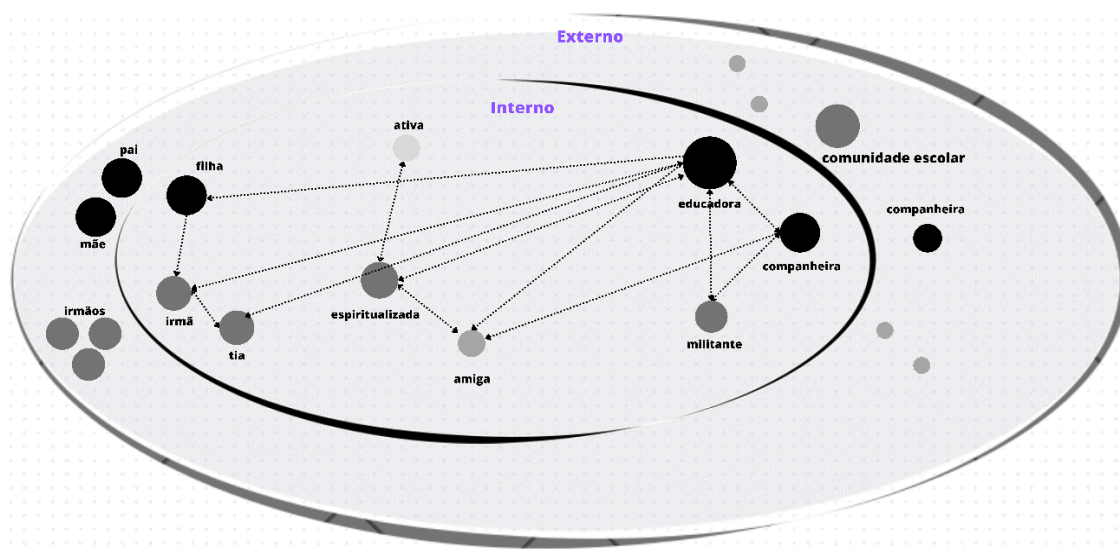 Externo
Interno
ativa
pai
filha
mãe
educadora
comunidade escolar
companheira
companheira
irmãos
irmã
tia
espiritualizada
amiga
militante